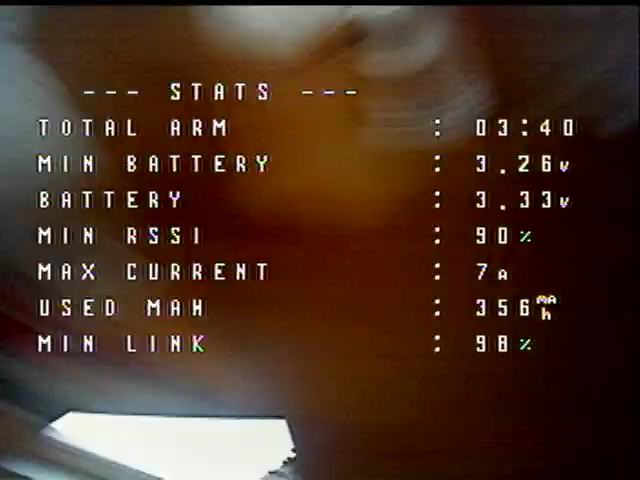 --- STATS ---
TOTAL ARM : 03:40
MIN BATTERY : 3.26V
BATTERY : 3.33V
MIN RSSI : 90%
MAX CURRENT : 7A
USED MAH : 356MAH
MIN LINK : 98%